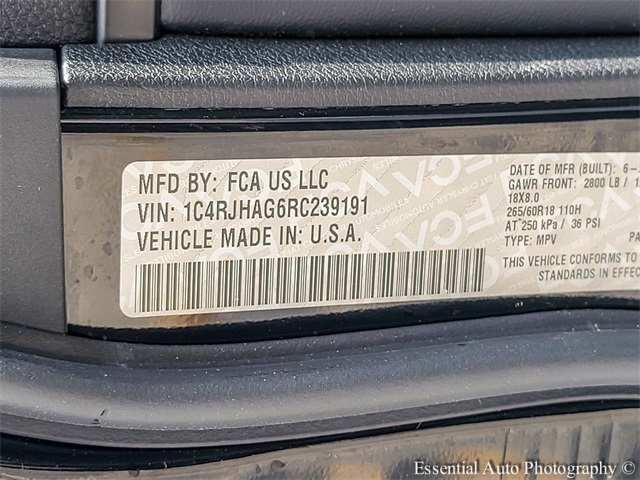 MFD BY: FCA US LLC
VIN: 1C4RJHAG6RC239191
VEHICLE MADE IN: U.S.A.
DATE OF MFR (BUILT): 6-
GAWR FRONT: 2800 LB /
18X8.0
265/60R18 110H
AT 250 kPa / 36 PSI
TYPE: MPV PA
THIS VEHICLE CONFORMS TO
STANDARDS IN EFFEC
Essential Auto Photography ©